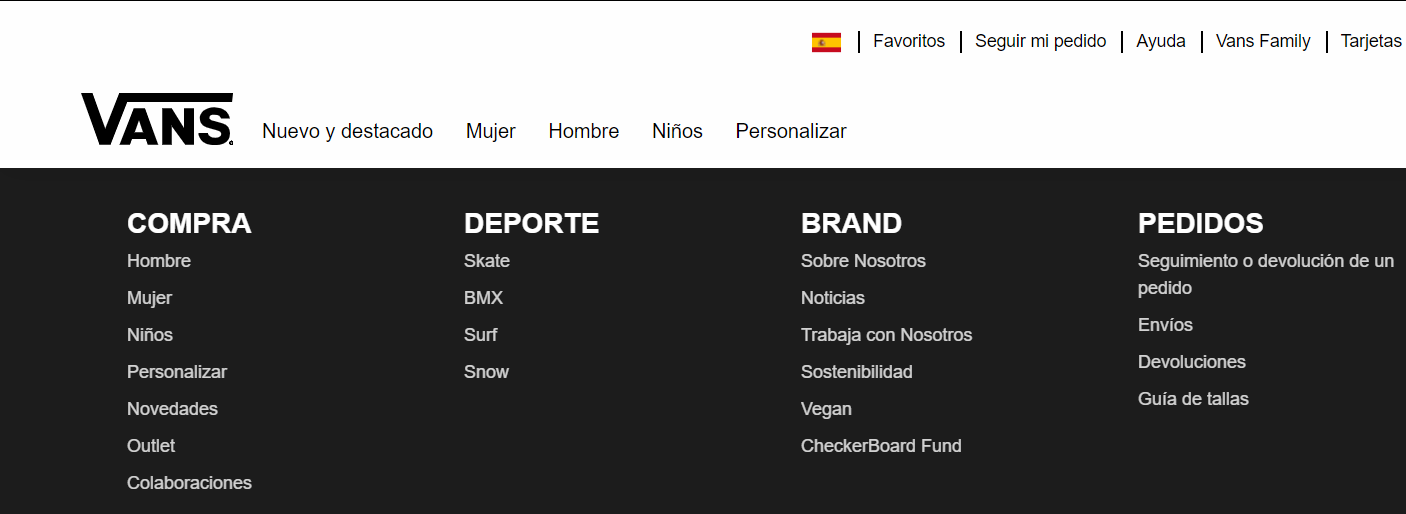 Favoritos
Seguir mi pedido
Ayuda
Vans Family
Tarjetas
VANS
Nuevo y destacado
Mujer
Hombre
Niños
Personalizar
COMPRA
Hombre
Mujer
Niños
Personalizar
Novedades
Outlet
Colaboraciones
DEPORTE
Skate
BMX
Surf
Snow
BRAND
Sobre Nosotros
Noticias
Trabaja con Nosotros
Sostenibilidad
Vegan
CheckerBoard Fund
PEDIDOS
Seguimiento o devolución de un
pedido
Envíos
Devoluciones
Guía de tallas